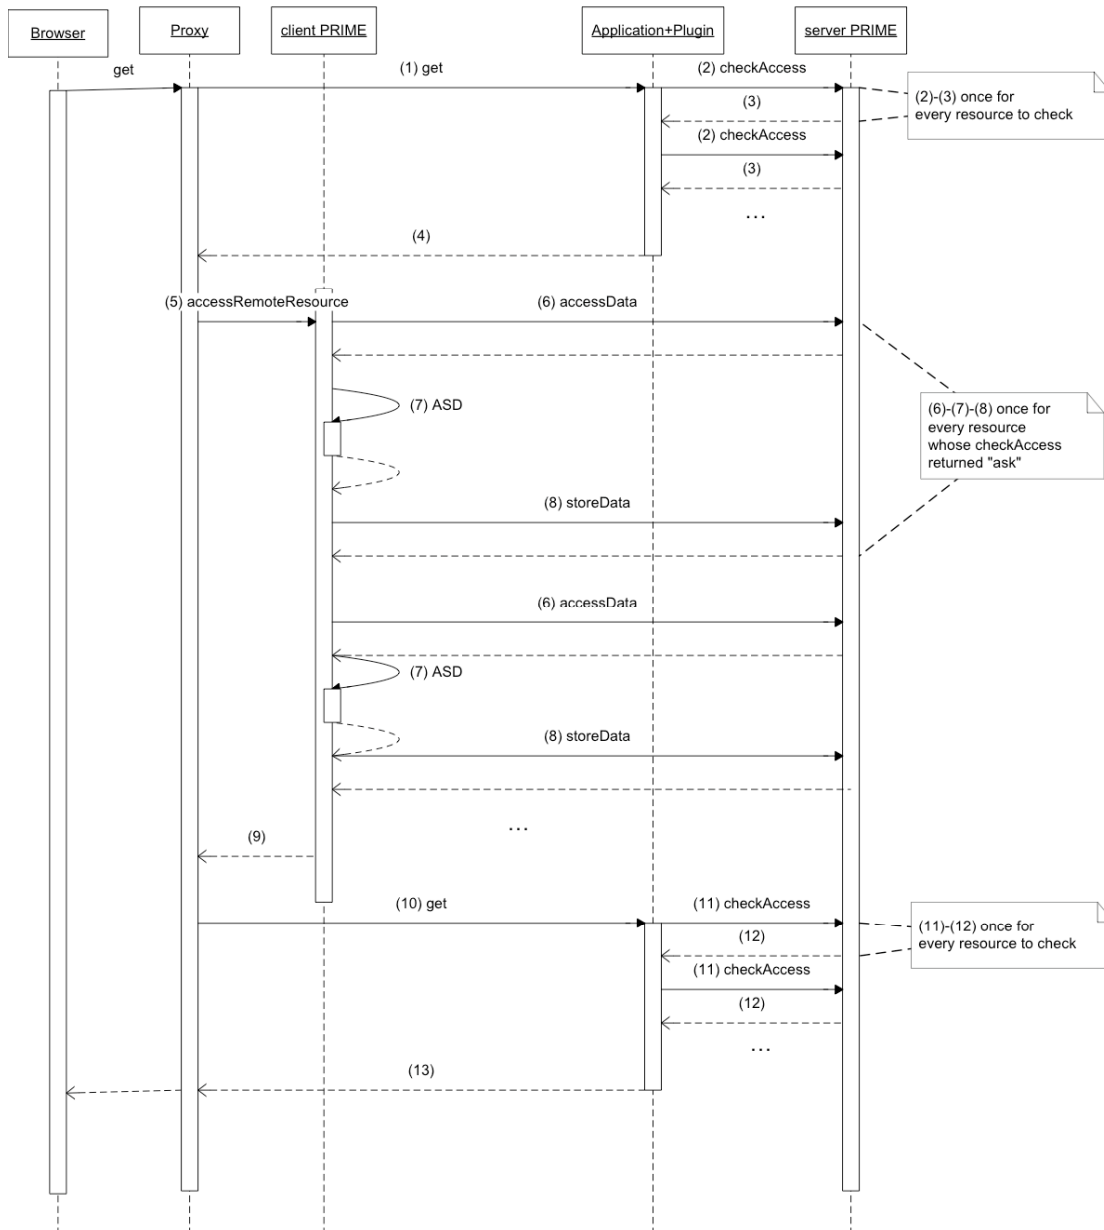 Browser
Proxy
client PRIME
Application+Plugin
server PRIME
get
(1) get
(2) checkAccess
(2)-(3) once for
every resource to check
(3)
(2) checkAccess
(3)
...
(4)
(5) accessRemoteResource
(6) accessData
(7) ASD
(6)-(7)-(8) once for
every resource
whose checkAccess
returned "ask"
(8) storeData
(6) accessData
(7) ASD
(8) storeData
...
(9)
(10) get
(11) checkAccess
(11)-(12) once for
every resource to check
(12)
(11) checkAccess
(12)
...
(13)